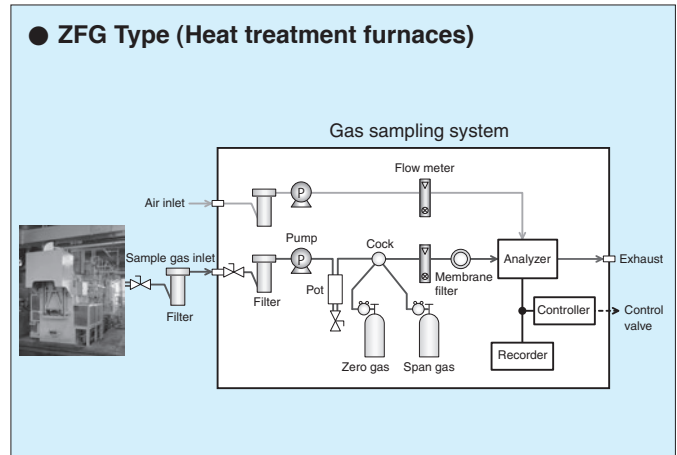 ● ZFG Type (Heat treatment furnaces)
Gas sampling system
Flow meter
Air inlet
P
Sample gas inlet
Pump
P
Cock
Membrane
filter
Analyzer
Exhaust
Filter
Filter
Pot
Zero gas
Span gas
Controller
Control
valve
Recorder